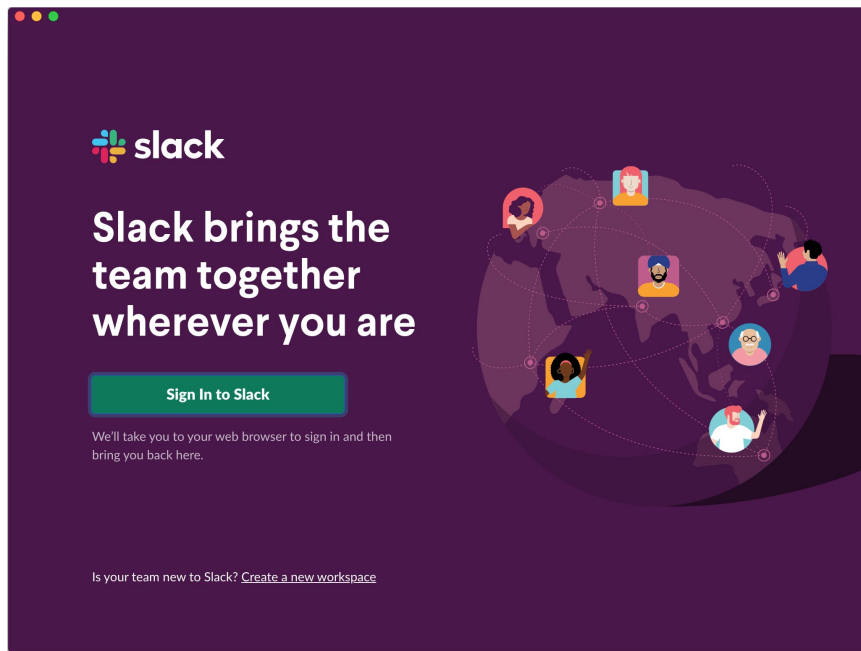 slack
Slack brings the
team together
wherever you are
Sign In to Slack
We'll take you to your web browser to sign in and then
bring you back here.
Is your team new to Slack? Create a new workspace